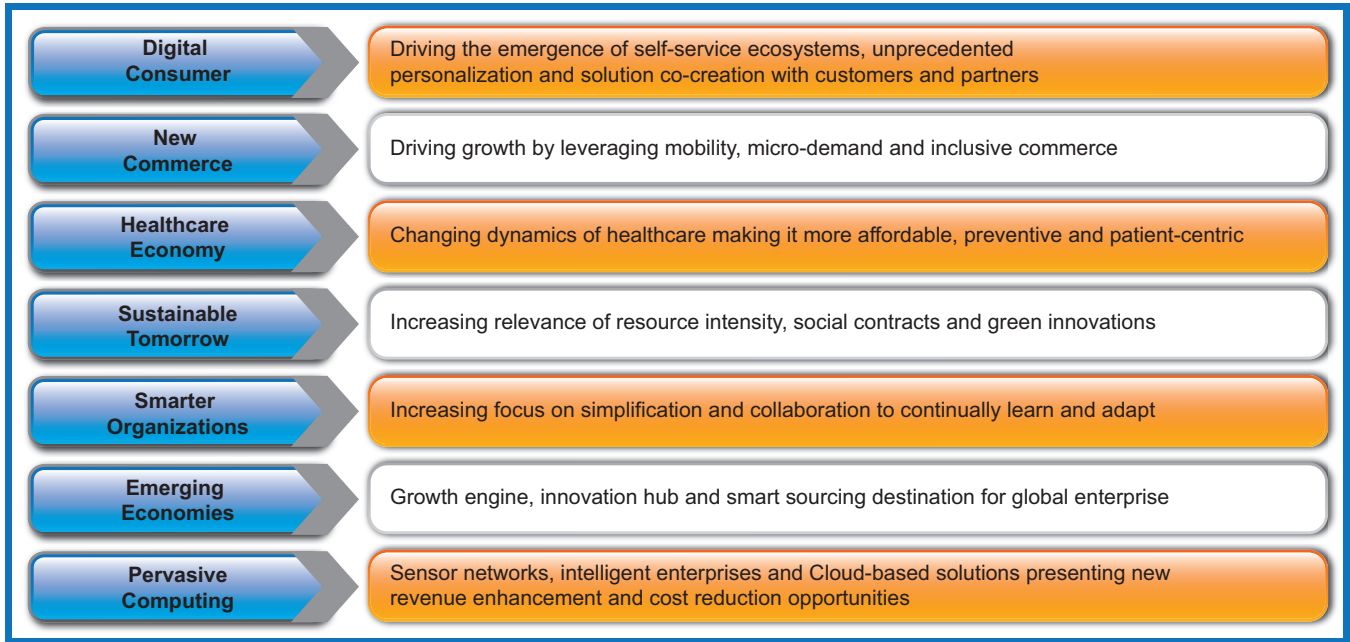 Digital
Consumer
Driving the emergence of self-service ecosystems, unprecedented
personalization and solution co-creation with customers and partners
New
Commerce
Driving growth by leveraging mobility, micro-demand and inclusive commerce
Healthcare
Economy
Changing dynamics of healthcare making it more affordable, preventive and patient-centric
Sustainable
Tomorrow
Increasing relevance of resource intensity, social contracts and green innovations
Smarter
Organizations
Increasing focus on simplification and collaboration to continually learn and adapt
Emerging
Economies
Growth engine, innovation hub and smart sourcing destination for global enterprise
Pervasive
Computing
Sensor networks, intelligent enterprises and Cloud-based solutions presenting new
revenue enhancement and cost reduction opportunities